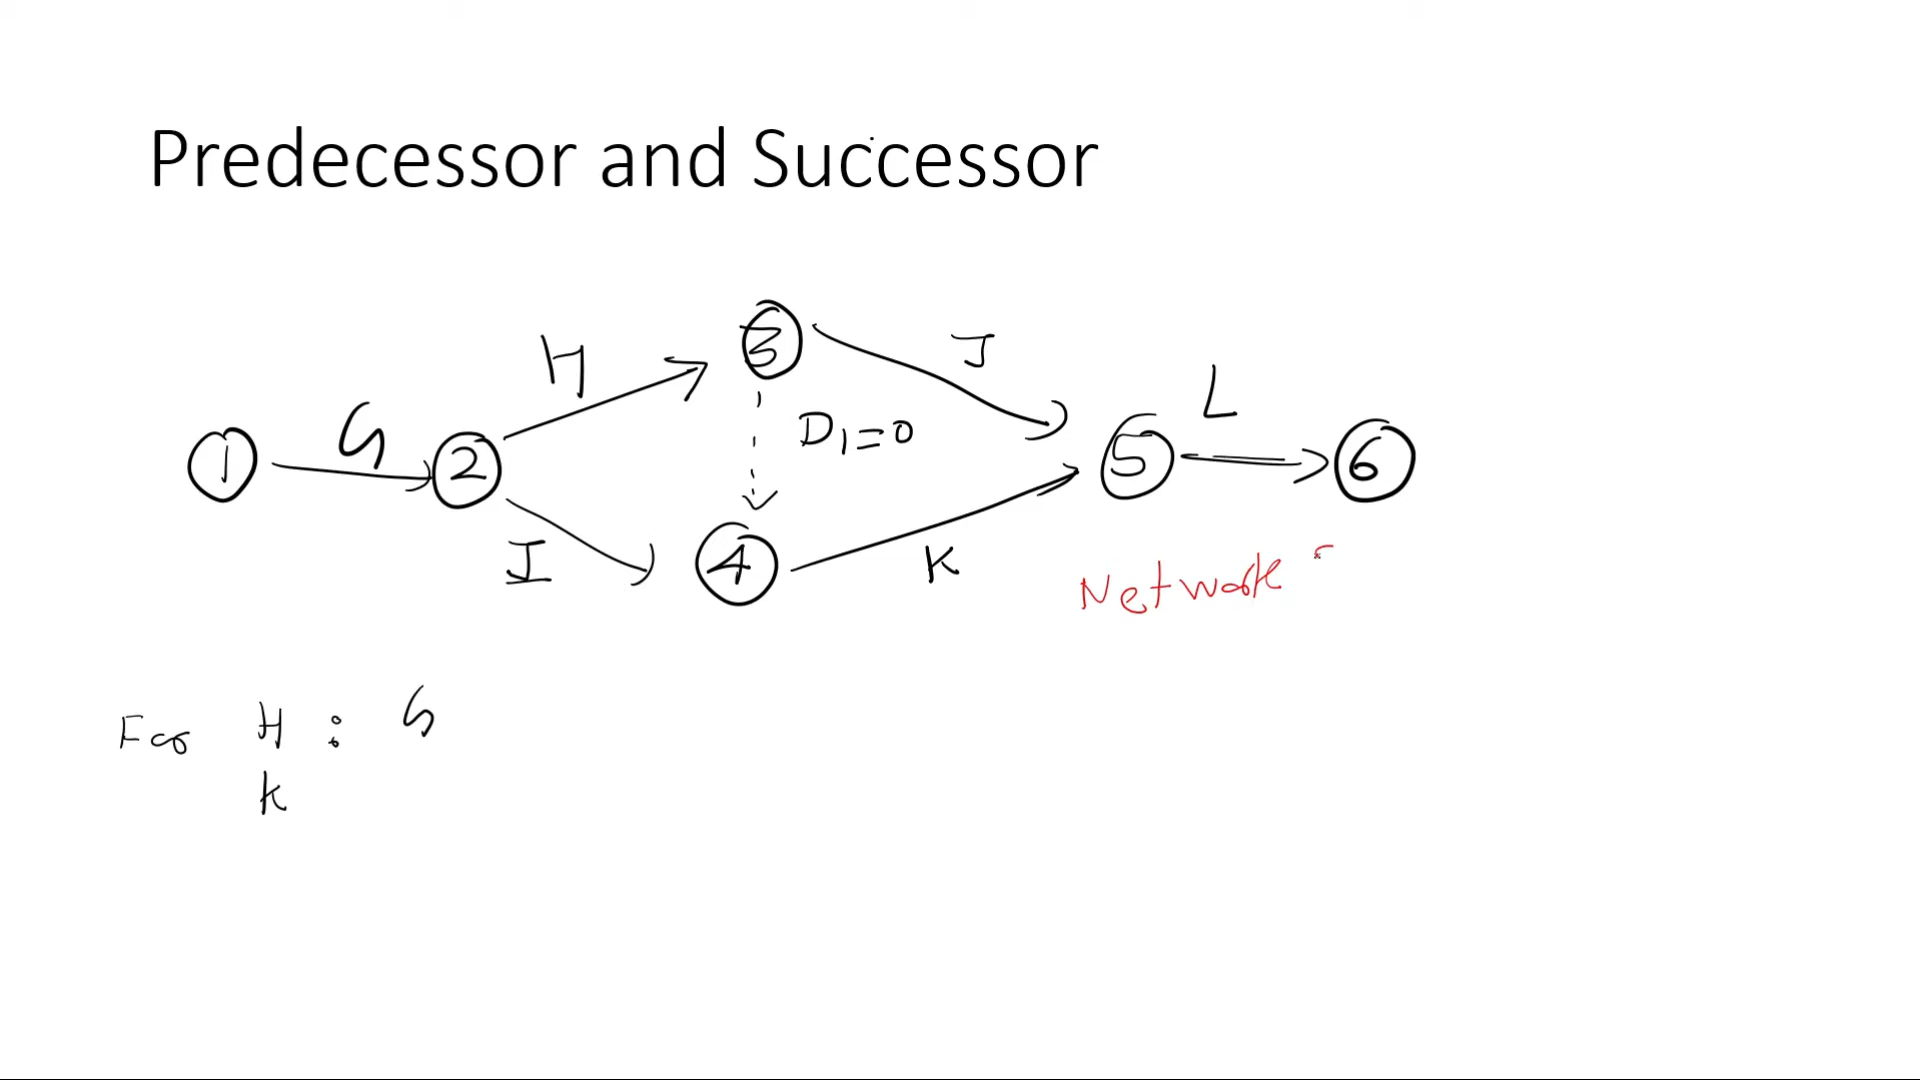 Predecessor and Successor
3
H
J
L
G
D1=0
1
2
5
6
I
4
K
Network
For H : G
K